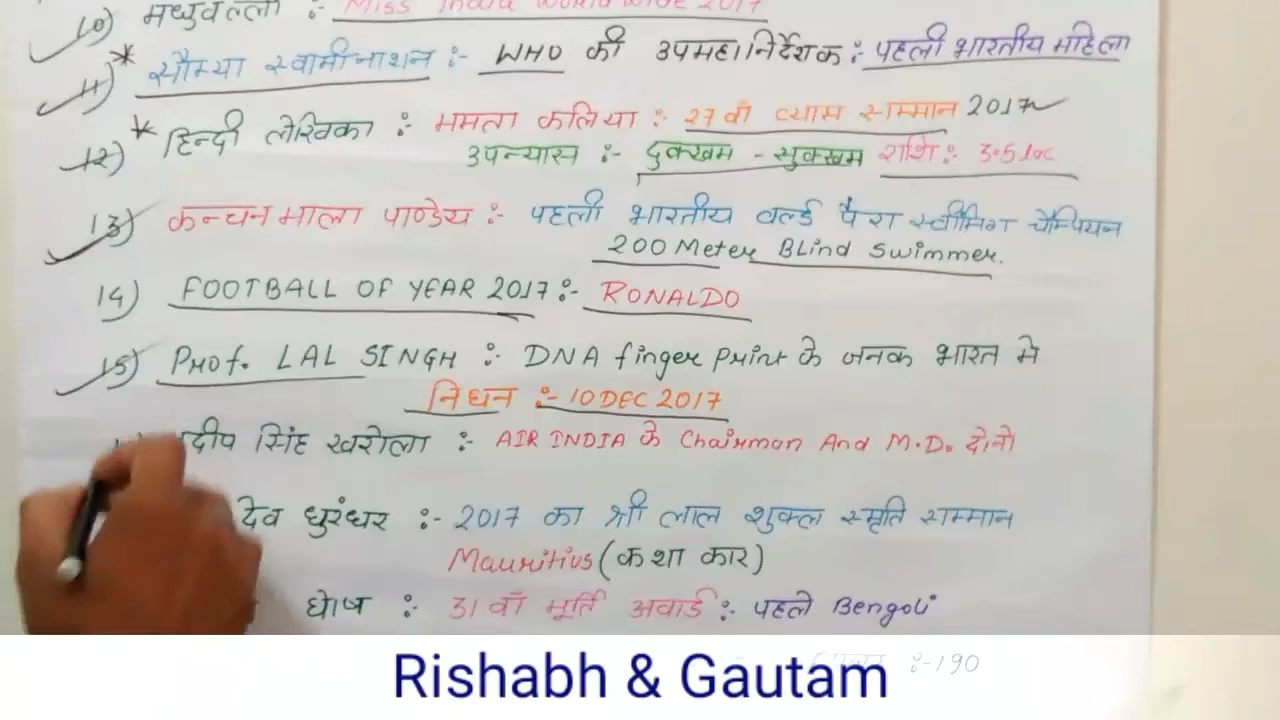 10) मधुवल्ली :- Miss India World Wide 2017
11)* सौम्या स्वामीनाशन :- WHO की उपमहानिर्देशक : पहली भारतीय महिला
12) * हिन्दी लेखिका : ममता कलिया : 27 वाँ व्यास सम्मान 2017
उपन्यास :- दुक्खम - सुक्खम राशि : 3.5 lac
13) कन्चनमाला पाण्डेय :- पहली भारतीय वर्ल्ड पैरा स्वीमिंग चैम्पियन
200 Meter Blind Swimmer.
14) FOOTBALL OF YEAR 2017 :- RONALDO
15) Prof. LAL SINGH :- DNA finger print के जनक भारत मे
निधन :- 10 DEC 2017
दीप सिंह खरोला :- AIR INDIA के Chairman And M.D. दोनो
देव धुरंधर :- 2017 का श्री लाल शुक्ल स्मृति सम्मान
Mauritius (कथा कार)
घोष : 31 वाँ मूर्ति अवार्ड :- पहले Bengoli
:-190
Rishabh & Gautam